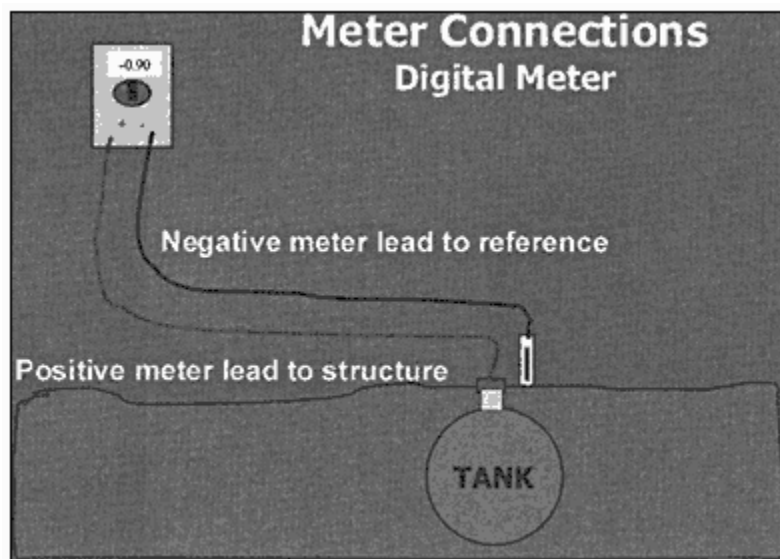 Meter Connections
Digital Meter
-0.90
+ -
Negative meter lead to reference
Positive meter lead to structure
TANK